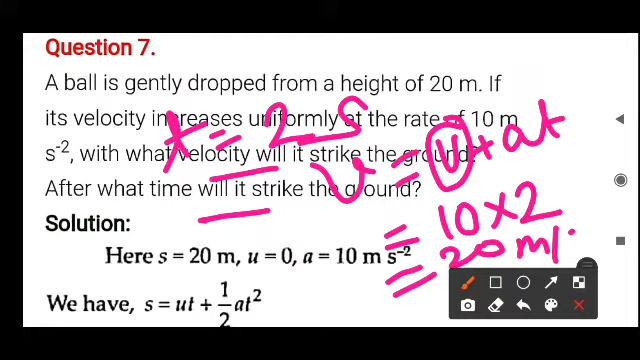 Question 7.
A ball is gently dropped from a height of 20 m. If
its velocity increases uniformly at the rate of 10 m
s⁻², with what velocity will it strike the ground?
After what time will it strike the ground?
t = 2 s
v = u + at
= 10 × 2
= 20 m/s
Solution:
Here s = 20 m, u = 0, a = 10 m s⁻²
We have, s = ut + 1/2 at²